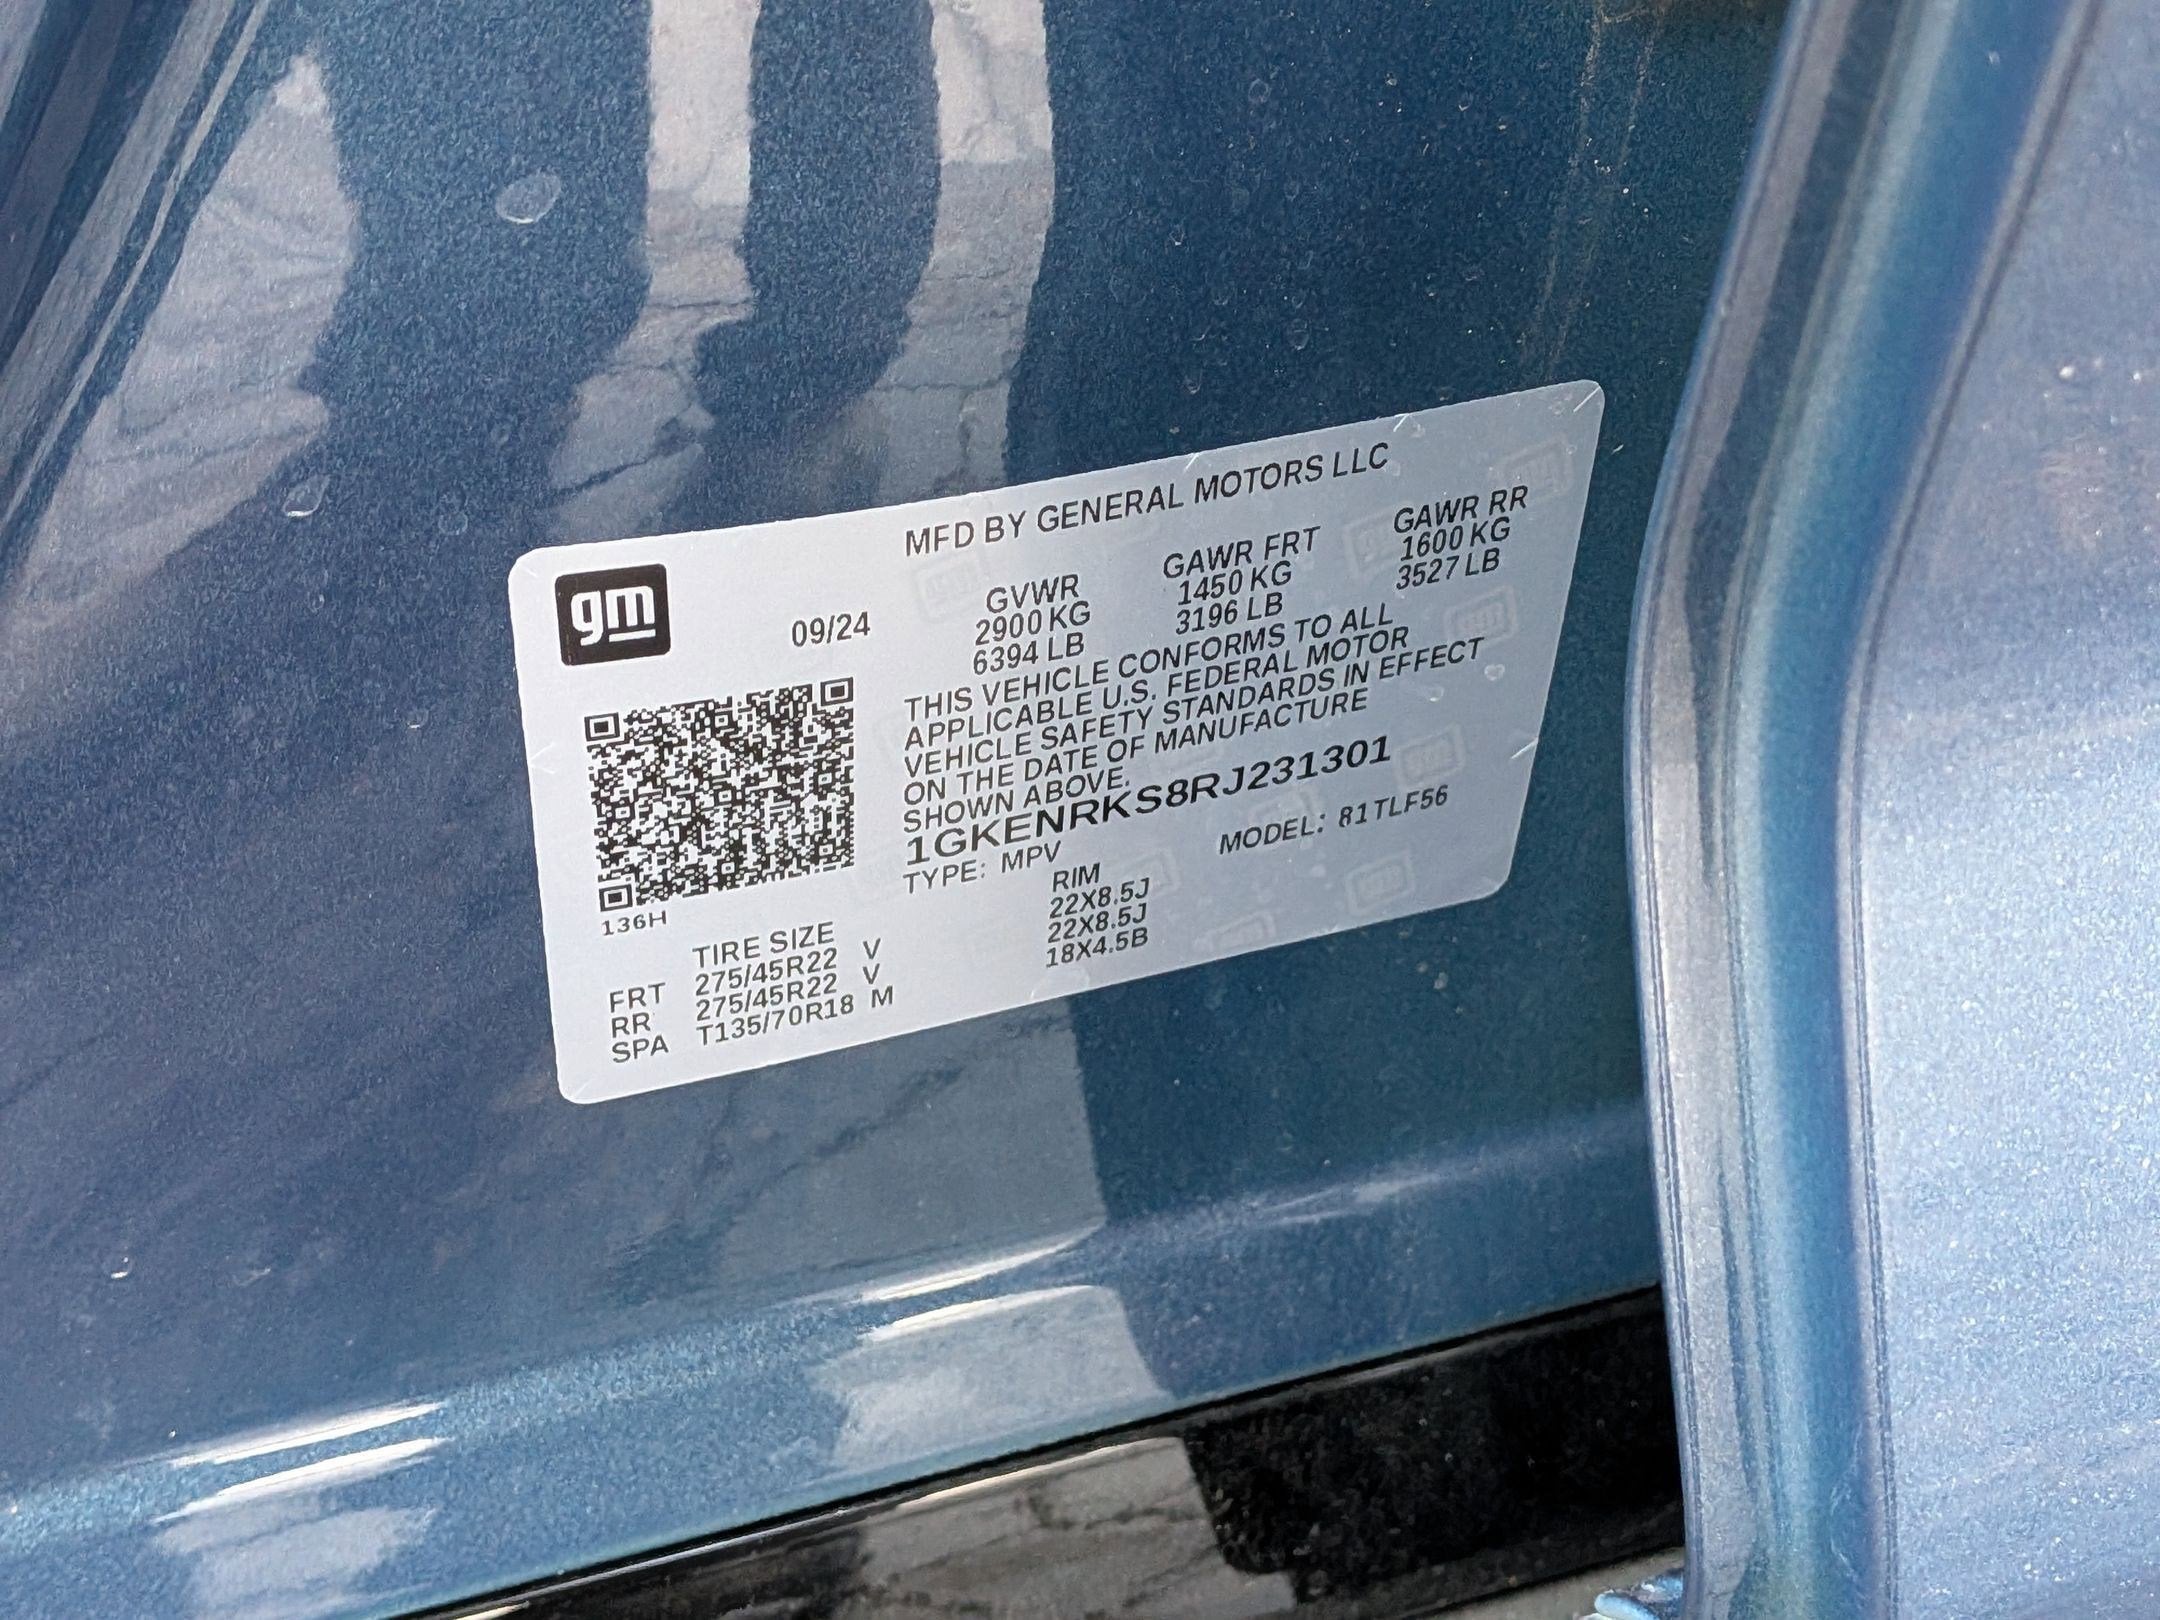 MFD BY GENERAL MOTORS LLC
gm
09/24
GVWR
2900 KG
6394 LB
GAWR FRT
1450 KG
3196 LB
GAWR RR
1600 KG
3527 LB
THIS VEHICLE CONFORMS TO ALL
APPLICABLE U.S. FEDERAL MOTOR
VEHICLE SAFETY STANDARDS IN EFFECT
ON THE DATE OF MANUFACTURE
SHOWN ABOVE.
1GKENRKS8RJ231301
TYPE: MPV
MODEL: 81TLF56
136H
TIRE SIZE
RIM
FRT 275/45R22 V 22X8.5J
RR 275/45R22 V 22X8.5J
SPA T135/70R18 M 18X4.5B